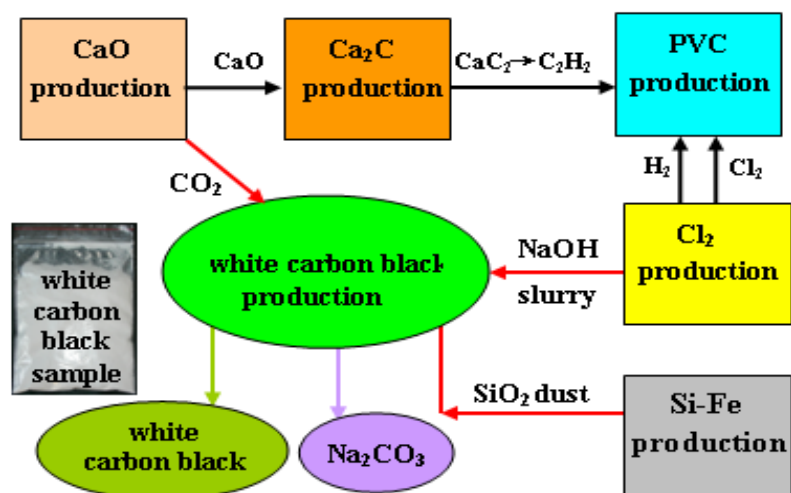 CaO
production
CaO
Ca₂C
production
CaC₂→C₂H₂
PVC
production
CO₂
H₂
Cl₂
white carbon black
production
NaOH
slurry
Cl₂
production
white
carbon
black
sample
SiO₂ dust
Si-Fe
production
white
carbon black
Na₂CO₃